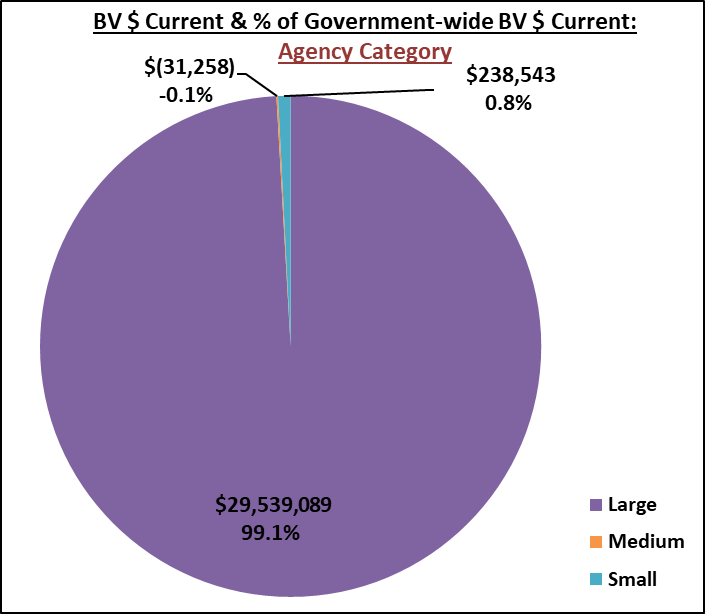 BV $ Current & % of Government-wide BV $ Current:
Agency Category
$(31,258)
-0.1%
$238,543
0.8%
$29,539,089
99.1%
Large
Medium
Small